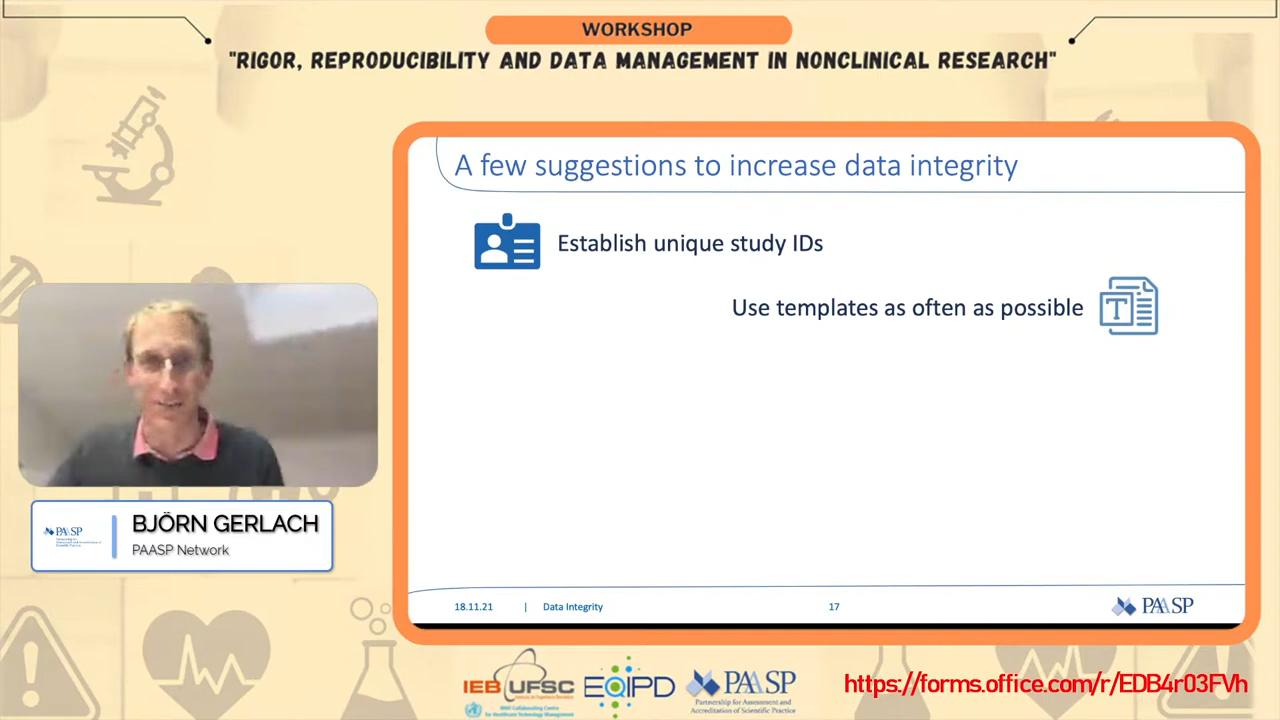 WORKSHOP
"RIGOR, REPRODUCIBILITY AND DATA MANAGEMENT IN NONCLINICAL RESEARCH"
A few suggestions to increase data integrity
Establish unique study IDs
Use templates as often as possible
T
PAASP
BJÖRN GERLACH
PAASP Network
18.11.21 | Data Integrity 17
PAASP
IEB UFSC
EQIPD
PAASP
Partnership for Assessment and
Accreditation of Scientific Practice
https://forms.office.com/r/EDB4r03FVh